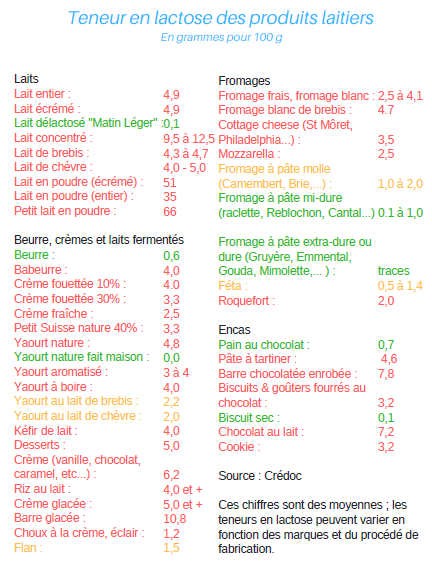 Teneur en lactose des produits laitiers
En grammes pour 100 g
Laits
Lait entier : 4,9
Lait écrémé : 4,9
Lait délactosé "Matin Léger" : 0,1
Lait concentré : 9,5 à 12,5
Lait de brebis : 4,3 à 4,7
Lait de chèvre : 4,0 - 5,0
Lait en poudre (écrémé) : 51
Lait en poudre (entier) : 35
Petit lait en poudre : 66
Beurre, crèmes et laits fermentés
Beurre : 0,6
Babeurre : 4,0
Crème fouettée 10% : 4.0
Crème fouettée 30% : 3,3
Crème fraîche : 2,5
Petit Suisse nature 40% : 3,3
Yaourt nature : 4,8
Yaourt nature fait maison : 0,0
Yaourt aromatisé : 3 à 4
Yaourt à boire : 4,0
Yaourt au lait de brebis : 2,2
Yaourt au lait de chèvre : 2,0
Kéfir de lait : 4,0
Desserts : 5,0
Crème (vanille, chocolat,
caramel, etc...) : 6,2
Riz au lait : 4,0 et +
Crème glacée : 5,0 et +
Barre glacée : 10,8
Choux à la crème, éclair : 1,2
Flan : 1,5
Fromages
Fromage frais, fromage blanc : 2,5 à 4,1
Fromage blanc de brebis : 4.7
Cottage cheese (St Môret,
Philadelphia...) : 3,5
Mozzarella : 2,5
Fromage à pâte molle
(Camembert, Brie,...) : 1,0 à 2,0
Fromage à pâte mi-dure
(raclette, Reblochon, Cantal...) 0.1 à 1,0
Fromage à pâte extra-dure ou
dure (Gruyère, Emmental,
Gouda, Mimolette,... ) : traces
Féta : 0,5 à 1,4
Roquefort : 2,0
Encas
Pain au chocolat : 0,7
Pâte à tartiner : 4,6
Barre chocolatée enrobée : 7,8
Biscuits & goûters fourrés au
chocolat : 3,2
Biscuit sec : 0,1
Chocolat au lait : 7,2
Cookie : 3,2
Source : Crédoc
Ces chiffres sont des moyennes ; les
teneurs en lactose peuvent varier en
fonction des marques et du procédé de
fabrication.